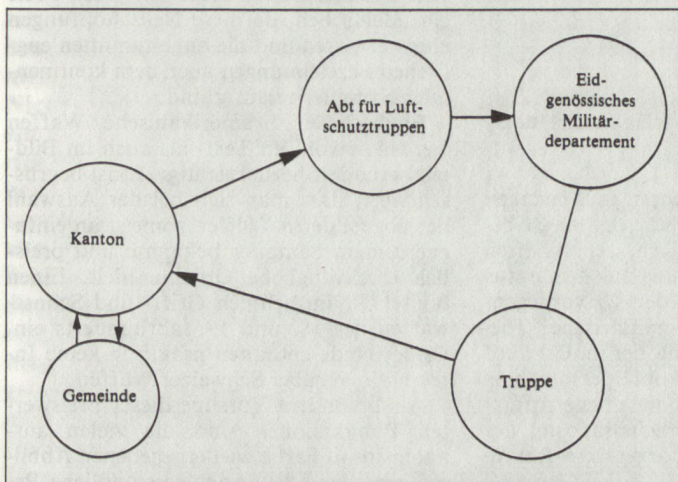 Abt für Luft-
schutztruppen
Eid-
genössisches
Militär-
departement
Kanton
Gemeinde
Truppe